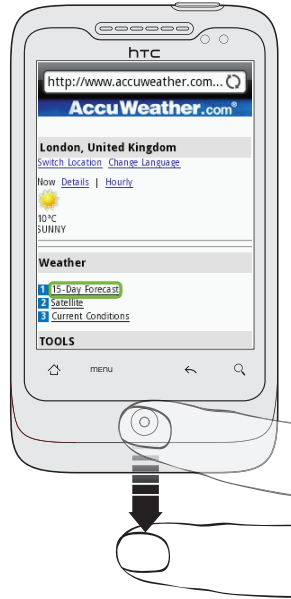 htc
http://www.accuweather.com...
AccuWeather.com®
London, United Kingdom
Switch Location Change Language
Now Details | Hourly
10°C
SUNNY
Weather
1 15-Day Forecast
2 Satellite
3 Current Conditions
TOOLS
MENU